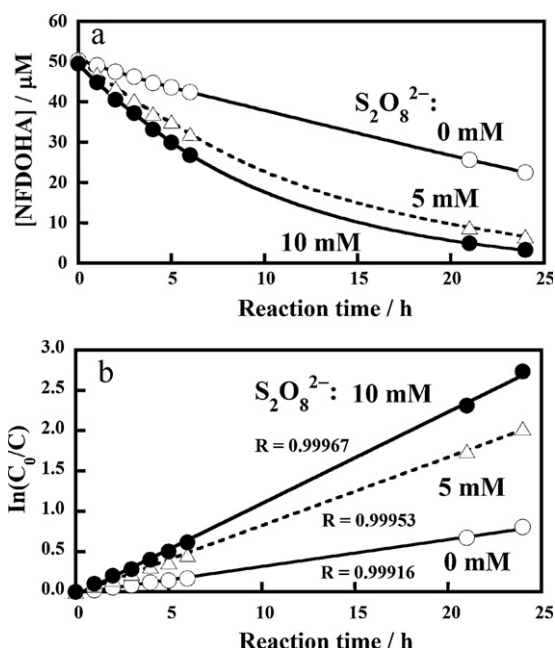 a
60
50
40
30
20
10
0
[NFDOHA] / μM
S₂O₈²⁻:
0 mM
5 mM
10 mM
0 5 10 15 20 25
Reaction time / h
b
3.0
2.5
2.0
1.5
1.0
0.5
0.0
ln(C₀/C)
S₂O₈²⁻: 10 mM
R = 0.99967
5 mM
R = 0.99953
0 mM
R = 0.99916
0 5 10 15 20 25
Reaction time / h